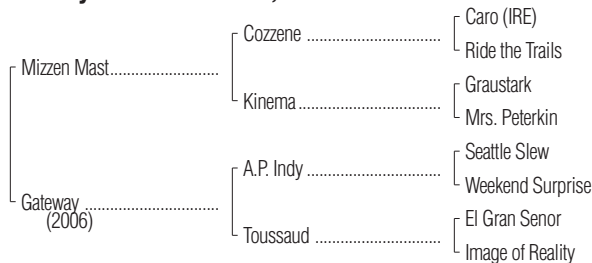 Cozzene
Caro (IRE)
Ride the Trails
Mizzen Mast
Kinema
Graustark
Mrs. Peterkin
A.P. Indy
Seattle Slew
Weekend Surprise
Gateway
(2006)
Toussaud
El Gran Senor
Image of Reality